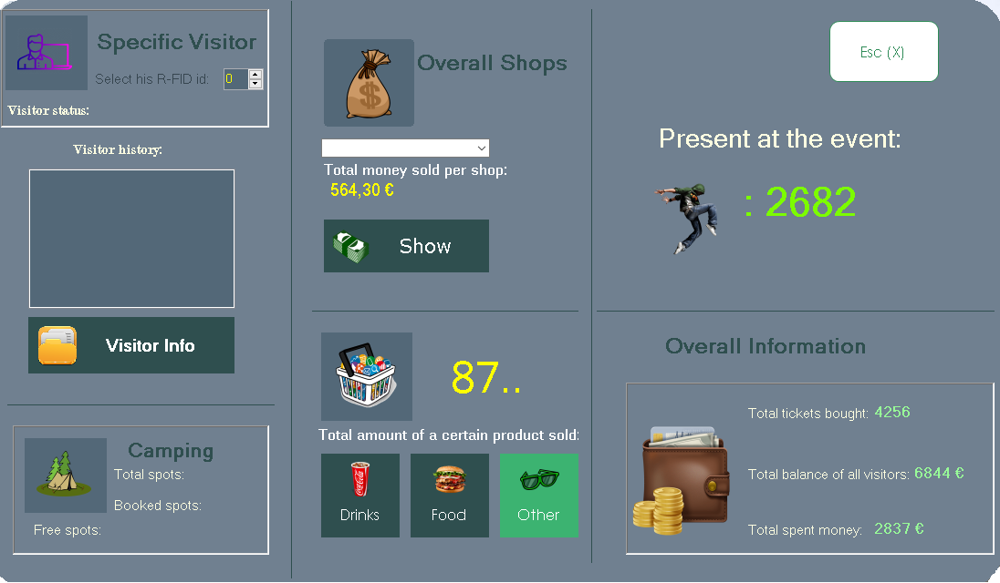 Specific Visitor
Select his R-FID id: 0
Visitor status:
Visitor history:
Visitor Info
Camping
Total spots:
Booked spots:
Free spots:
Overall Shops
$
Total money sold per shop:
564,30 €
Show
87..
Total amount of a certain product sold:
Coca-Cola
Drinks
Food
Other
Esc (X)
Present at the event:
: 2682
Overall Information
Total tickets bought: 4256
Total balance of all visitors: 6844 €
Total spent money: 2837 €